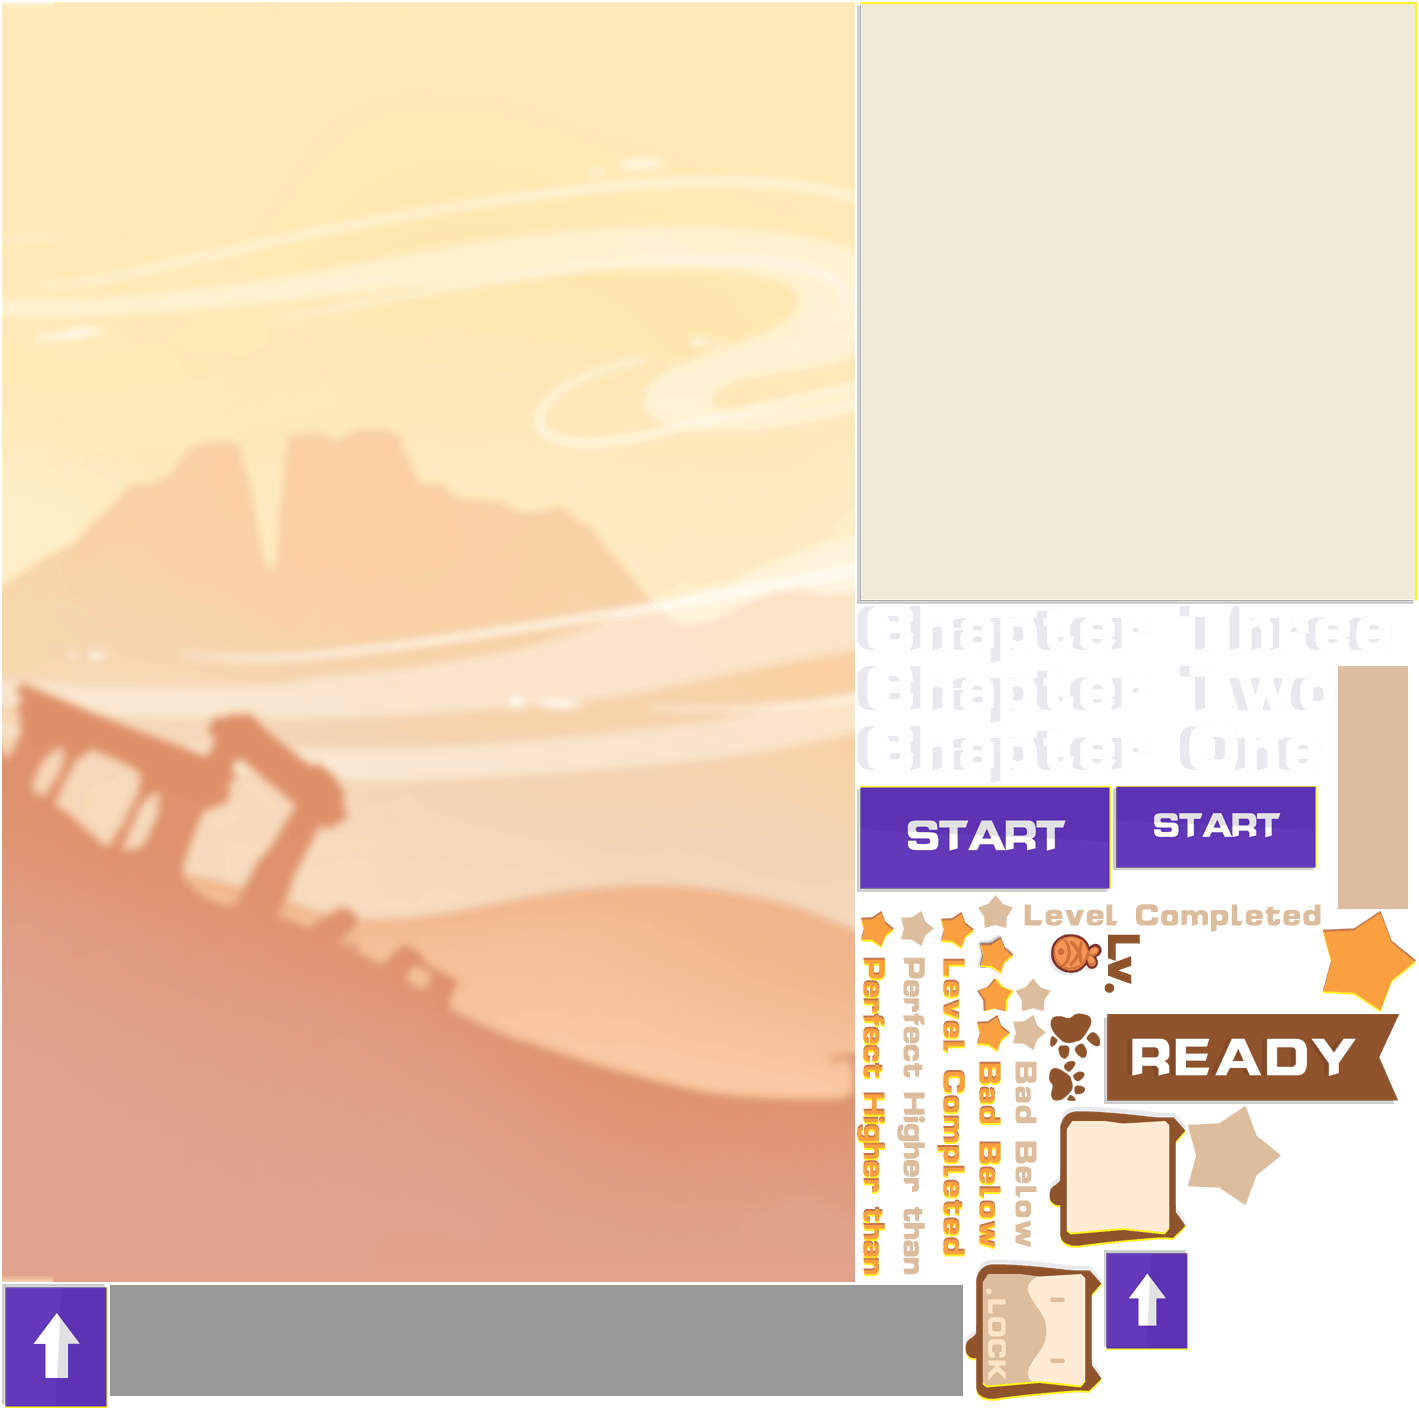 Chapter Three
Chapter Two
Chapter One
START
START
Level Completed
Lv.
Perfect Higher than
Perfect Higher than
Level Completed
Bad Below
Bad Below
READY
.LOCK